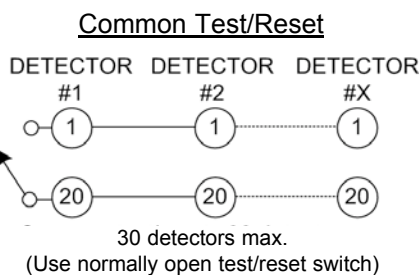 Common Test/Reset
DETECTOR DETECTOR DETECTOR
#1 #2 #X
1 1 1
20 20 20
30 detectors max.
(Use normally open test/reset switch)